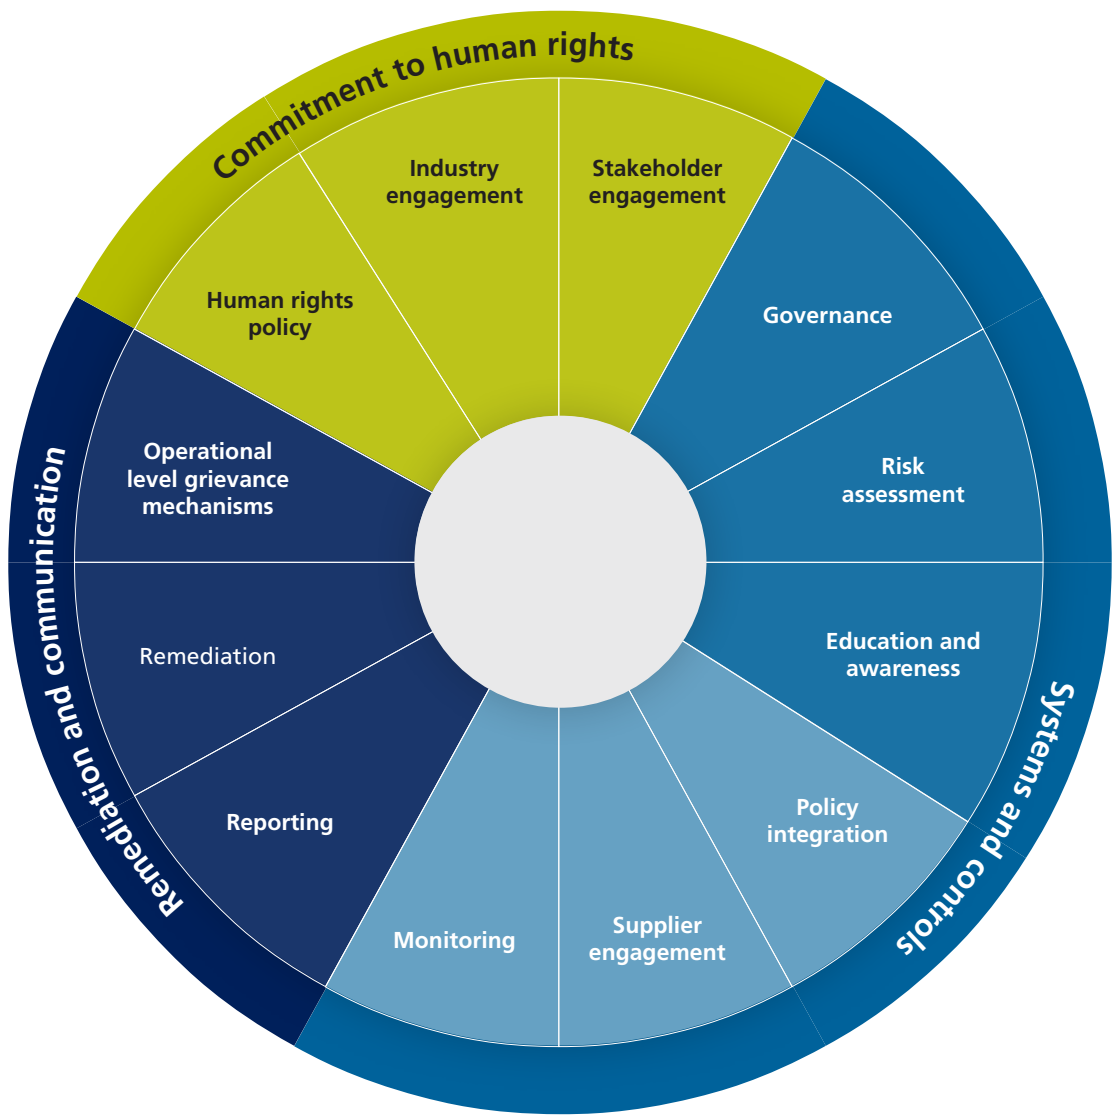 Commitment to human rights
Industry
engagement
Stakeholder
engagement
Human rights
policy
Governance
Operational
level grievance
mechanisms
Risk
assessment
Remediation and communication
Remediation
Education and
awareness
Systems and controls
Reporting
Policy
integration
Monitoring
Supplier
engagement